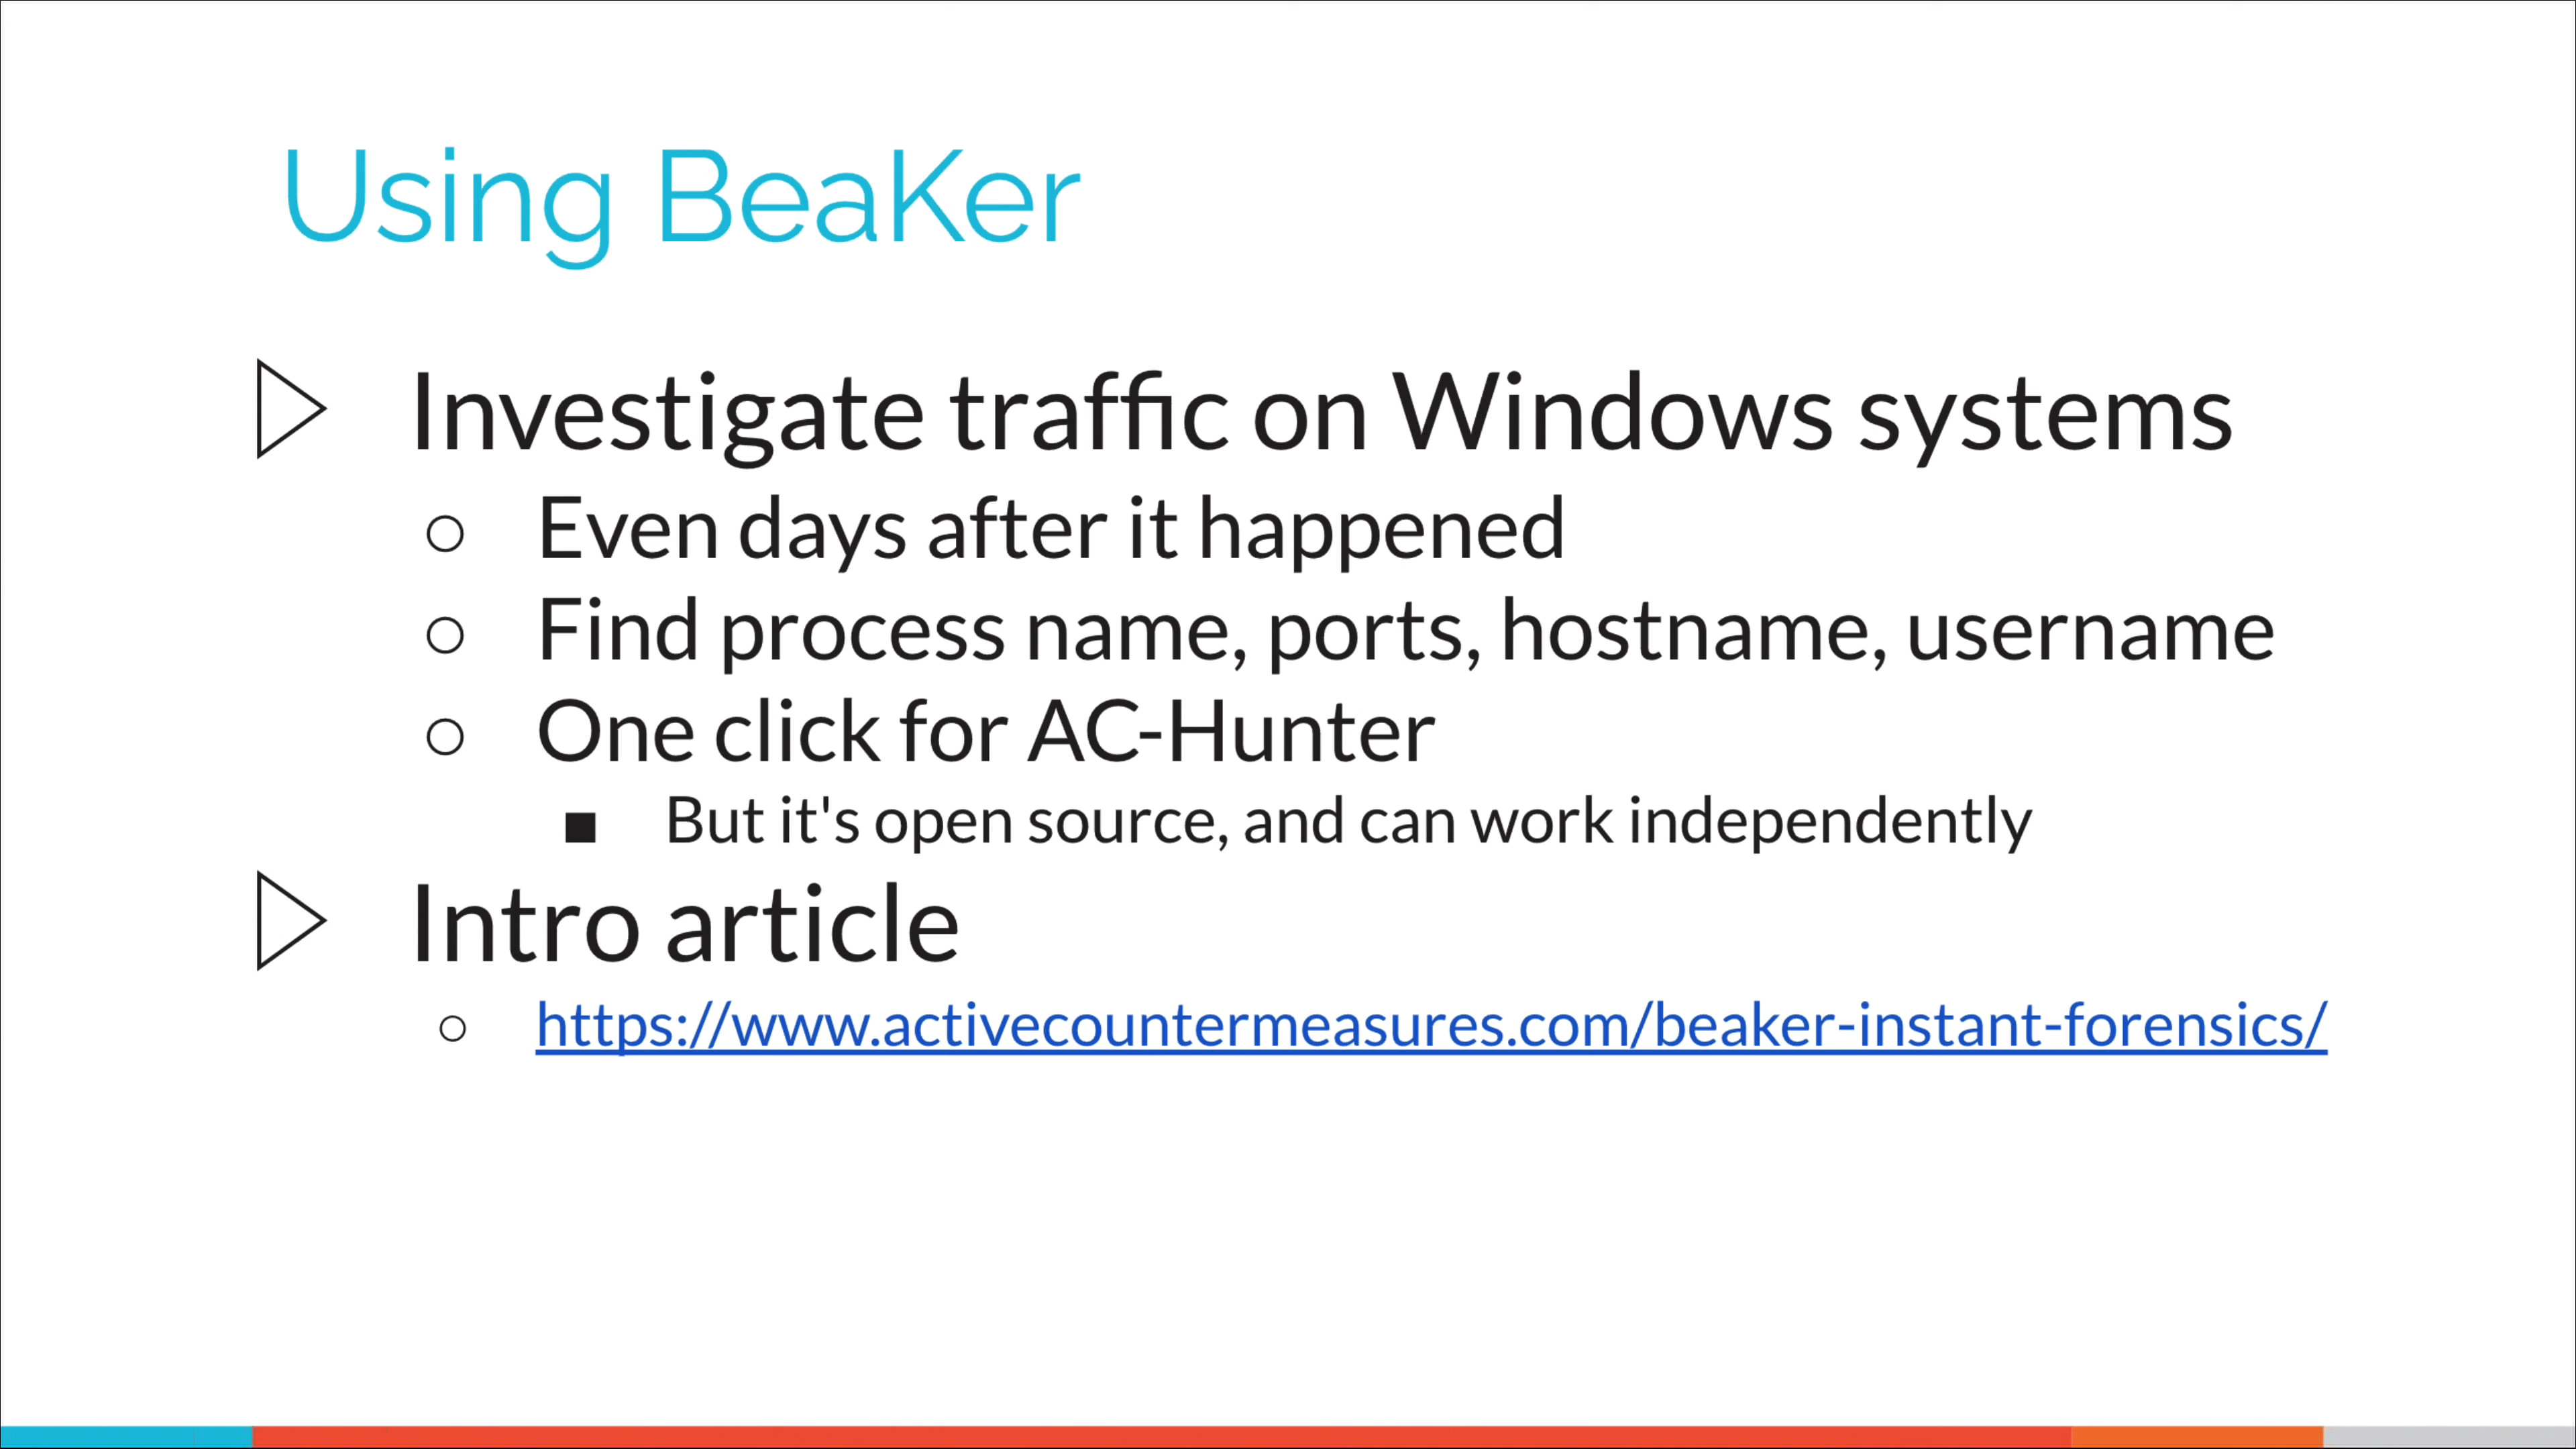 Using BeaKer
Investigate traffic on Windows systems
Even days after it happened
Find process name, ports, hostname, username
One click for AC-Hunter
But it's open source, and can work independently
Intro article
https://www.activecountermeasures.com/beaker-instant-forensics/